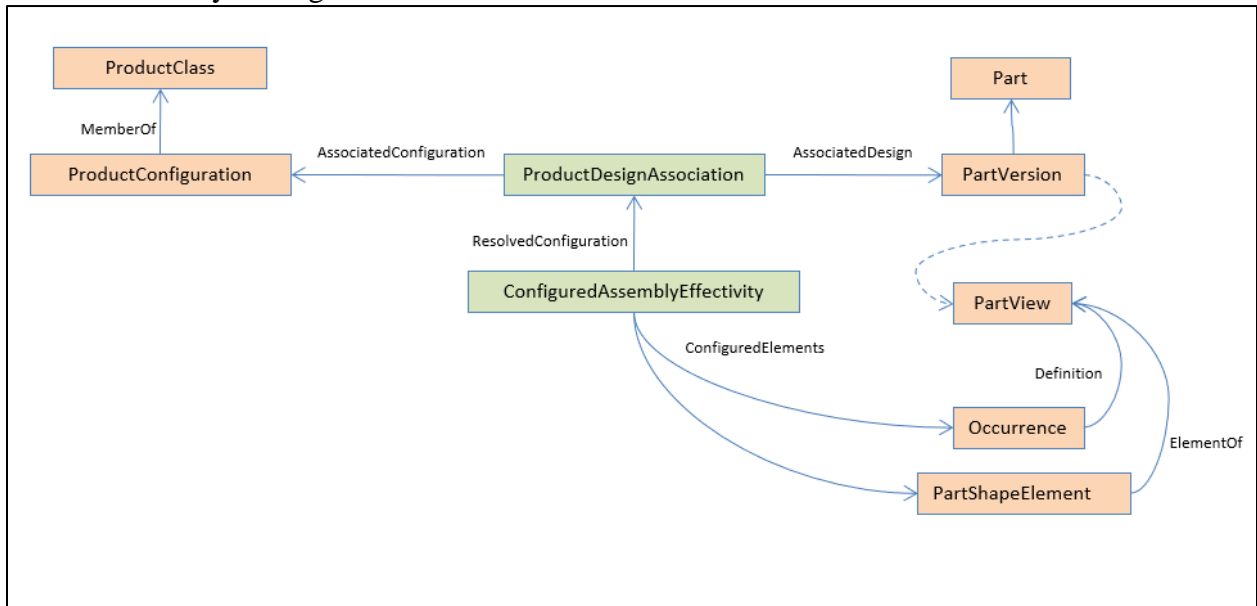 ProductClass
Part
MemberOf
AssociatedConfiguration
AssociatedDesign
ProductConfiguration
ProductDesignAssociation
PartVersion
ResolvedConfiguration
ConfiguredAssemblyEffectivity
PartView
ConfiguredElements
Definition
Occurrence
ElementOf
PartShapeElement